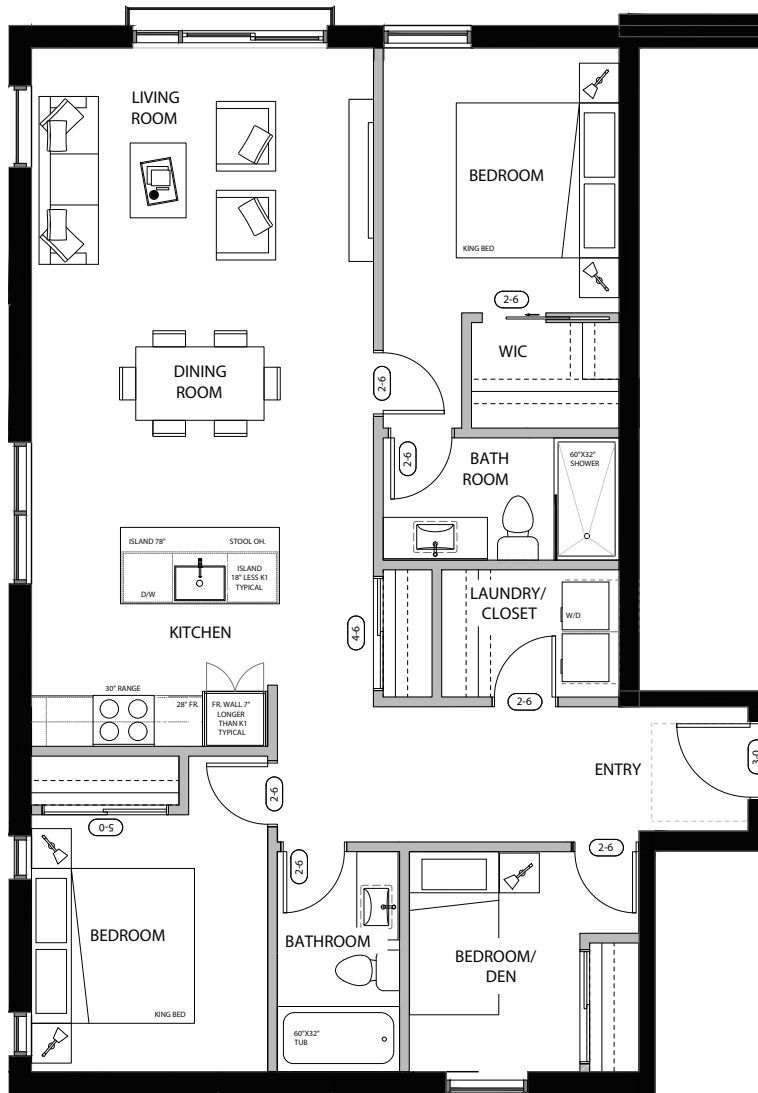 LIVING
ROOM
BEDROOM
KING BED
2-6
WIC
DINING
ROOM
2-6
2-6
BATH
ROOM
60"X32"
SHOWER
ISLAND 78"
STOOL OH.
ISLAND
18" LESS K1
TYPICAL
D/W
KITCHEN
4-6
LAUNDRY/
CLOSET
W/D
2-6
30" RANGE
28" FR.
FR. WALL 7"
LONGER
THAN K1
TYPICAL
ENTRY
3-0
2-6
5-0
2-6
2-6
BEDROOM
KING BED
BATHROOM
60"X32"
TUB
BEDROOM/
DEN